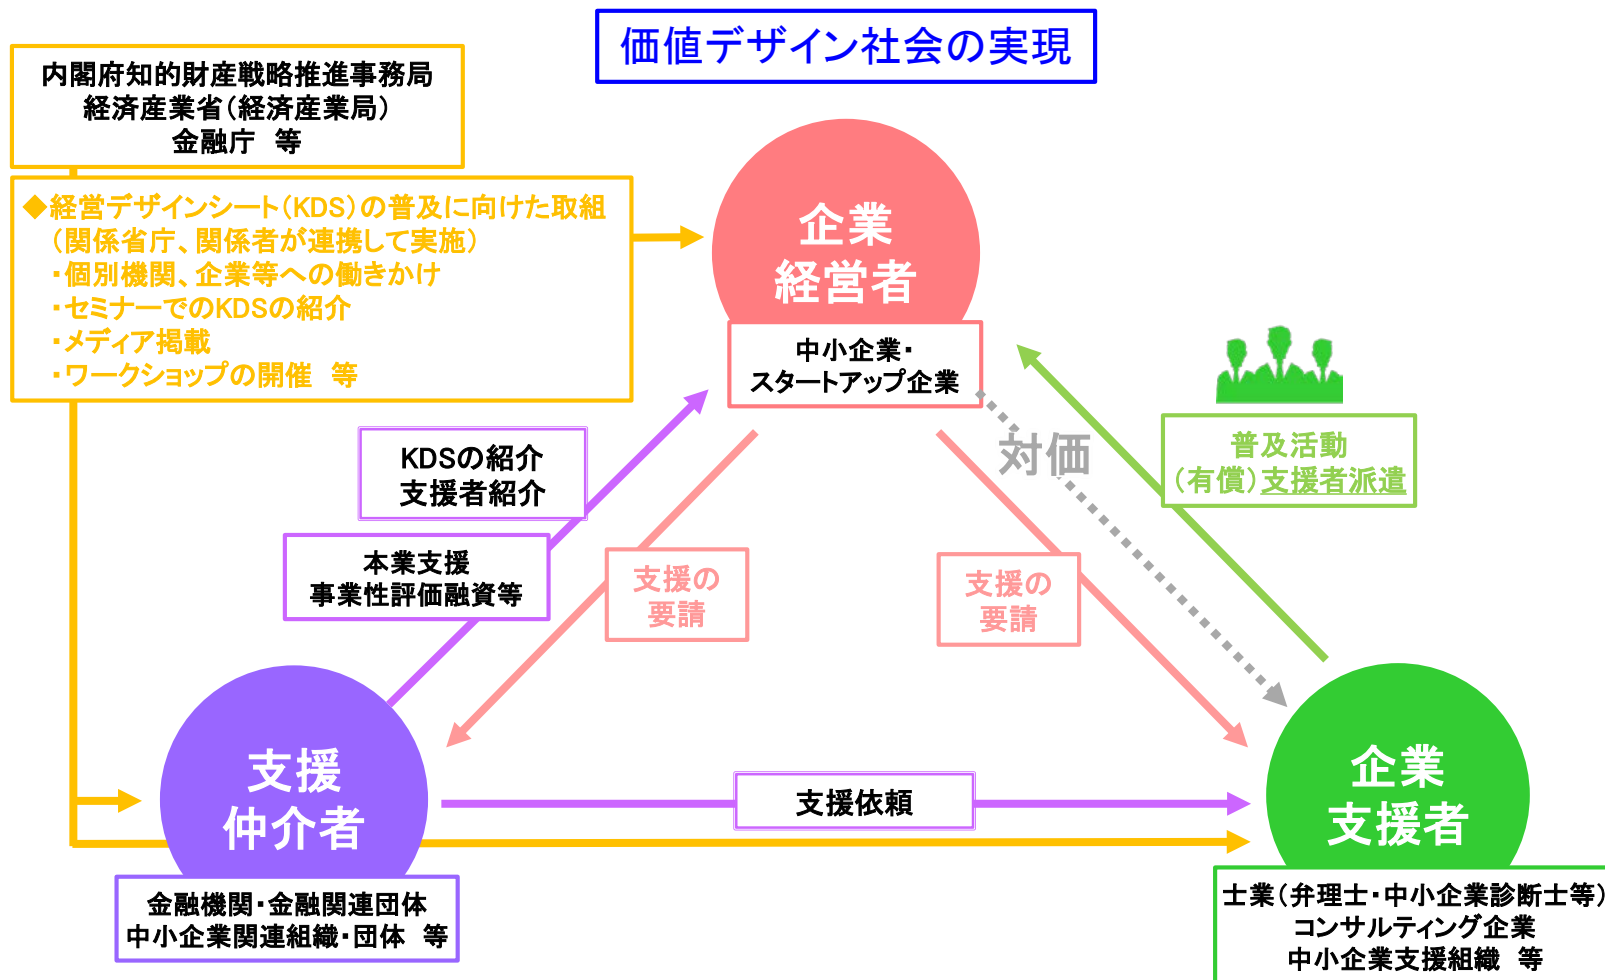 価値デザイン社会の実現
内閣府知的財産戦略推進事務局
経済産業省(経済産業局)
金融庁　等
◆経営デザインシート(KDS)の普及に向けた取組
(関係省庁、関係者が連携して実施)
・個別機関、企業等への働きかけ
・セミナーでのKDSの紹介
・メディア掲載
・ワークショップの開催　等
企業
経営者
中小企業・
スタートアップ企業
対価
普及活動
(有償)支援者派遣
KDSの紹介
支援者紹介
本業支援
事業性評価融資等
支援の
要請
支援の
要請
支援
仲介者
金融機関・金融関連団体
中小企業関連組織・団体　等
支援依頼
企業
支援者
士業(弁理士・中小企業診断士等)
コンサルティング企業
中小企業支援組織　等